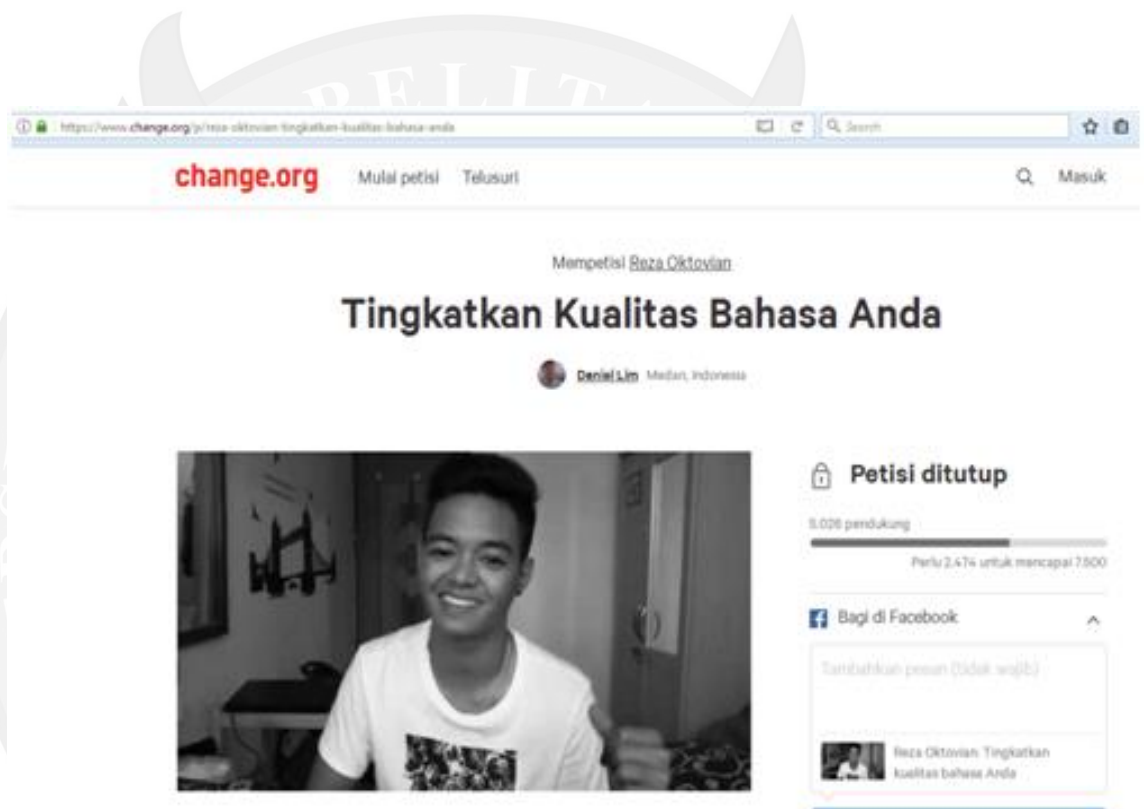 PELITA
https://www.change.org/p/reza-oktovian-tingkatkan-kualitas-bahasa-anda
Search
change.org Mulai petisi Telusuri Masuk
Mempetisi Reza Oktovian
Tingkatkan Kualitas Bahasa Anda
Daniel Lim Medan, Indonesia
Petisi ditutup
5.026 pendukung
Perlu 2.474 untuk mencapai 7.500
Bagi di Facebook
Tambahkan pesan (tidak wajib)
Reza Oktovian: Tingkatkan
kualitas bahasa Anda